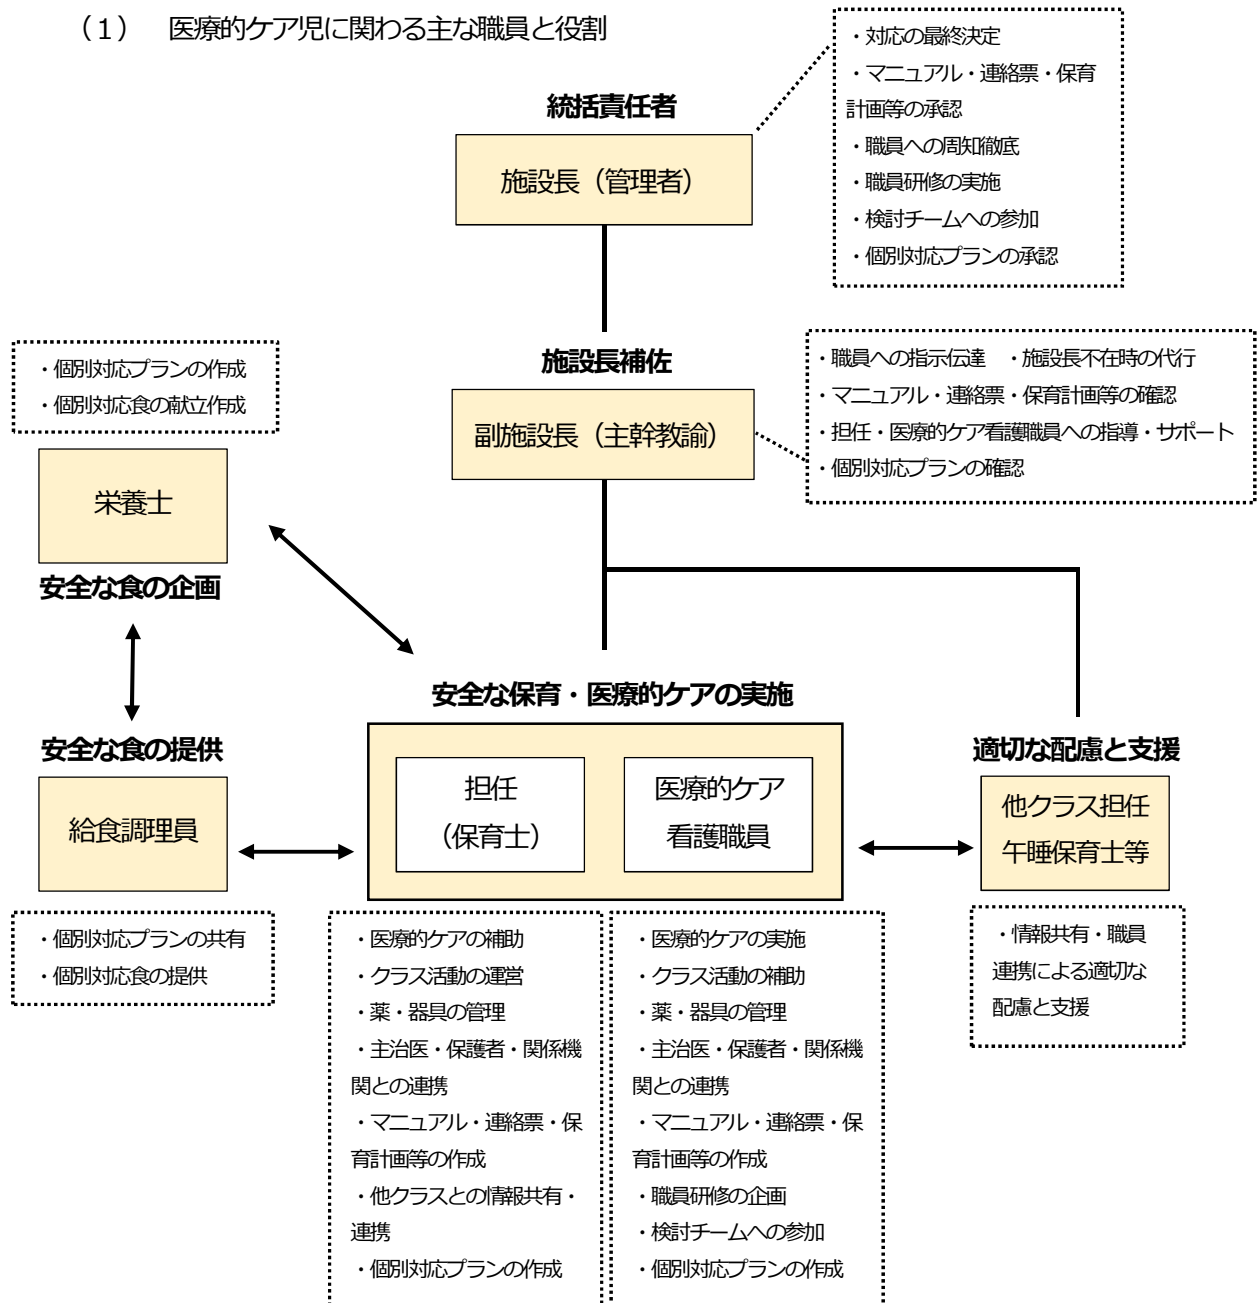 （1）　医療的ケア児に関わる主な職員と役割
統括責任者
施設長（管理者）
・対応の最終決定
・マニュアル・連絡票・保育
計画等の承認
・職員への周知徹底
・職員研修の実施
・検討チームへの参加
・個別対応プランの承認
施設長補佐
副施設長（主幹教諭）
・職員への指示伝達　・施設長不在時の代行
・マニュアル・連絡票・保育計画等の確認
・担任・医療的ケア看護職員への指導・サポート
・個別対応プランの確認
・個別対応プランの作成
・個別対応食の献立作成
栄養士
安全な食の企画
安全な食の提供
給食調理員
・個別対応プランの共有
・個別対応食の提供
安全な保育・医療的ケアの実施
担任
（保育士）
医療的ケア
看護職員
・医療的ケアの補助
・クラス活動の運営
・薬・器具の管理
・主治医・保護者・関係機
関との連携
・マニュアル・連絡票・保
育計画等の作成
・他クラスとの情報共有・
連携
・個別対応プランの作成
・医療的ケアの実施
・クラス活動の補助
・薬・器具の管理
・主治医・保護者・関係機
関との連携
・マニュアル・連絡票・保
育計画等の作成
・職員研修の企画
・検討チームへの参加
・個別対応プランの作成
適切な配慮と支援
他クラス担任
午睡保育士等
・情報共有・職員
連携による適切な
配慮と支援